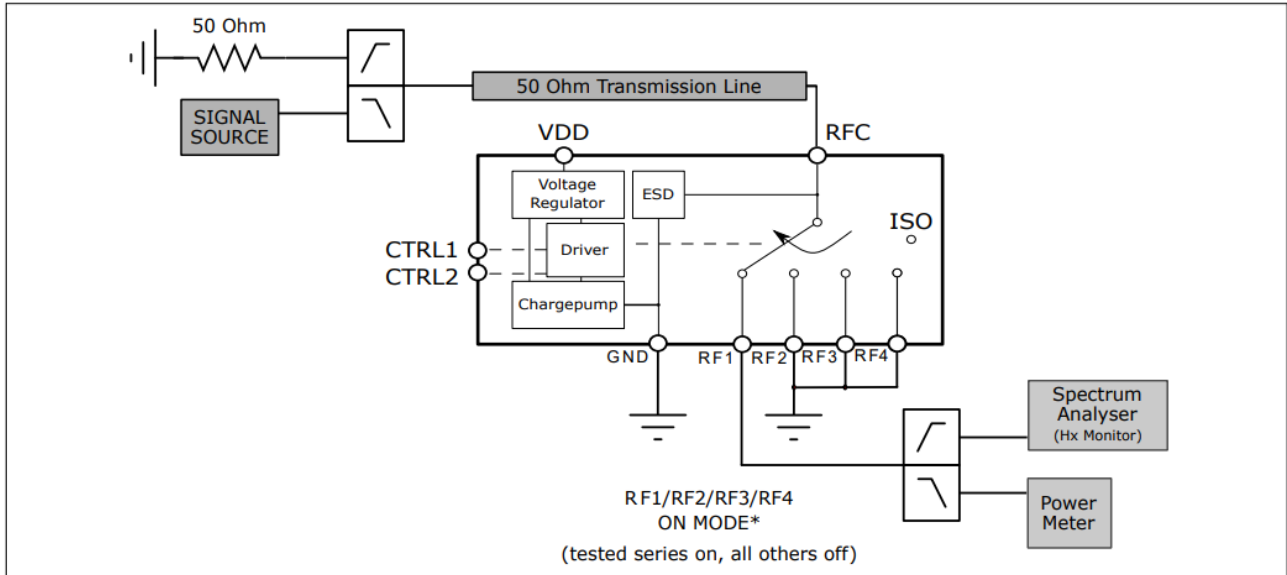 50 Ohm
SIGNAL
SOURCE
50 Ohm Transmission Line
VDD
RFC
Voltage
Regulator
ESD
ISO
CTRL1
CTRL2
Driver
Chargepump
GND
RF1
RF2
RF3
RF4
Spectrum
Analyser
(Hx Monitor)
RF1/RF2/RF3/RF4
ON MODE*
(tested series on, all others off)
Power
Meter